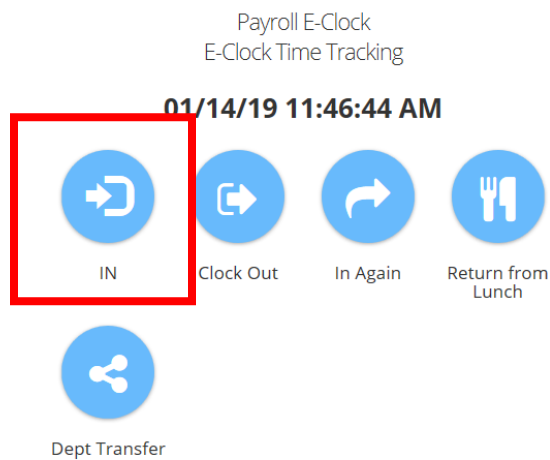 Payroll E-Clock
E-Clock Time Tracking
01/14/19 11:46:44 AM
IN
Clock Out
In Again
Return from
Lunch
Dept Transfer